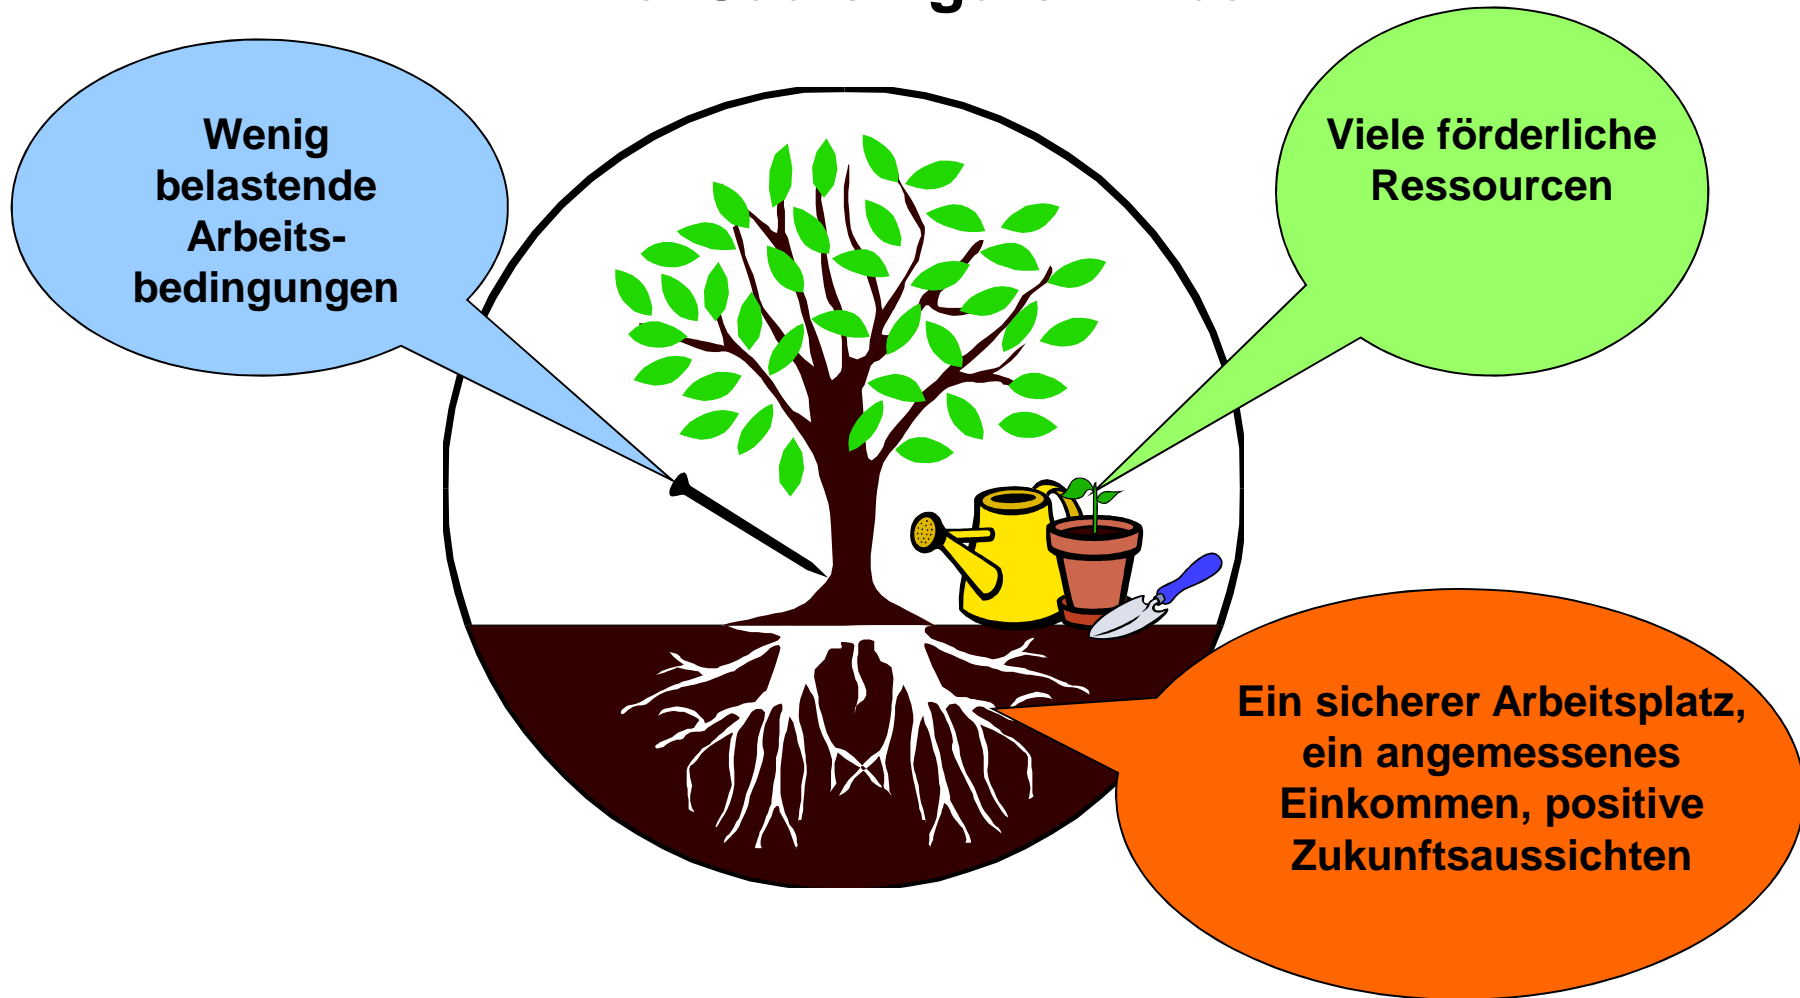 Wenig
belastende
Arbeits-
bedingungen
Viele förderliche
Ressourcen
Ein sicherer Arbeitsplatz,
ein angemessenes
Einkommen, positive
Zukunftsaussichten